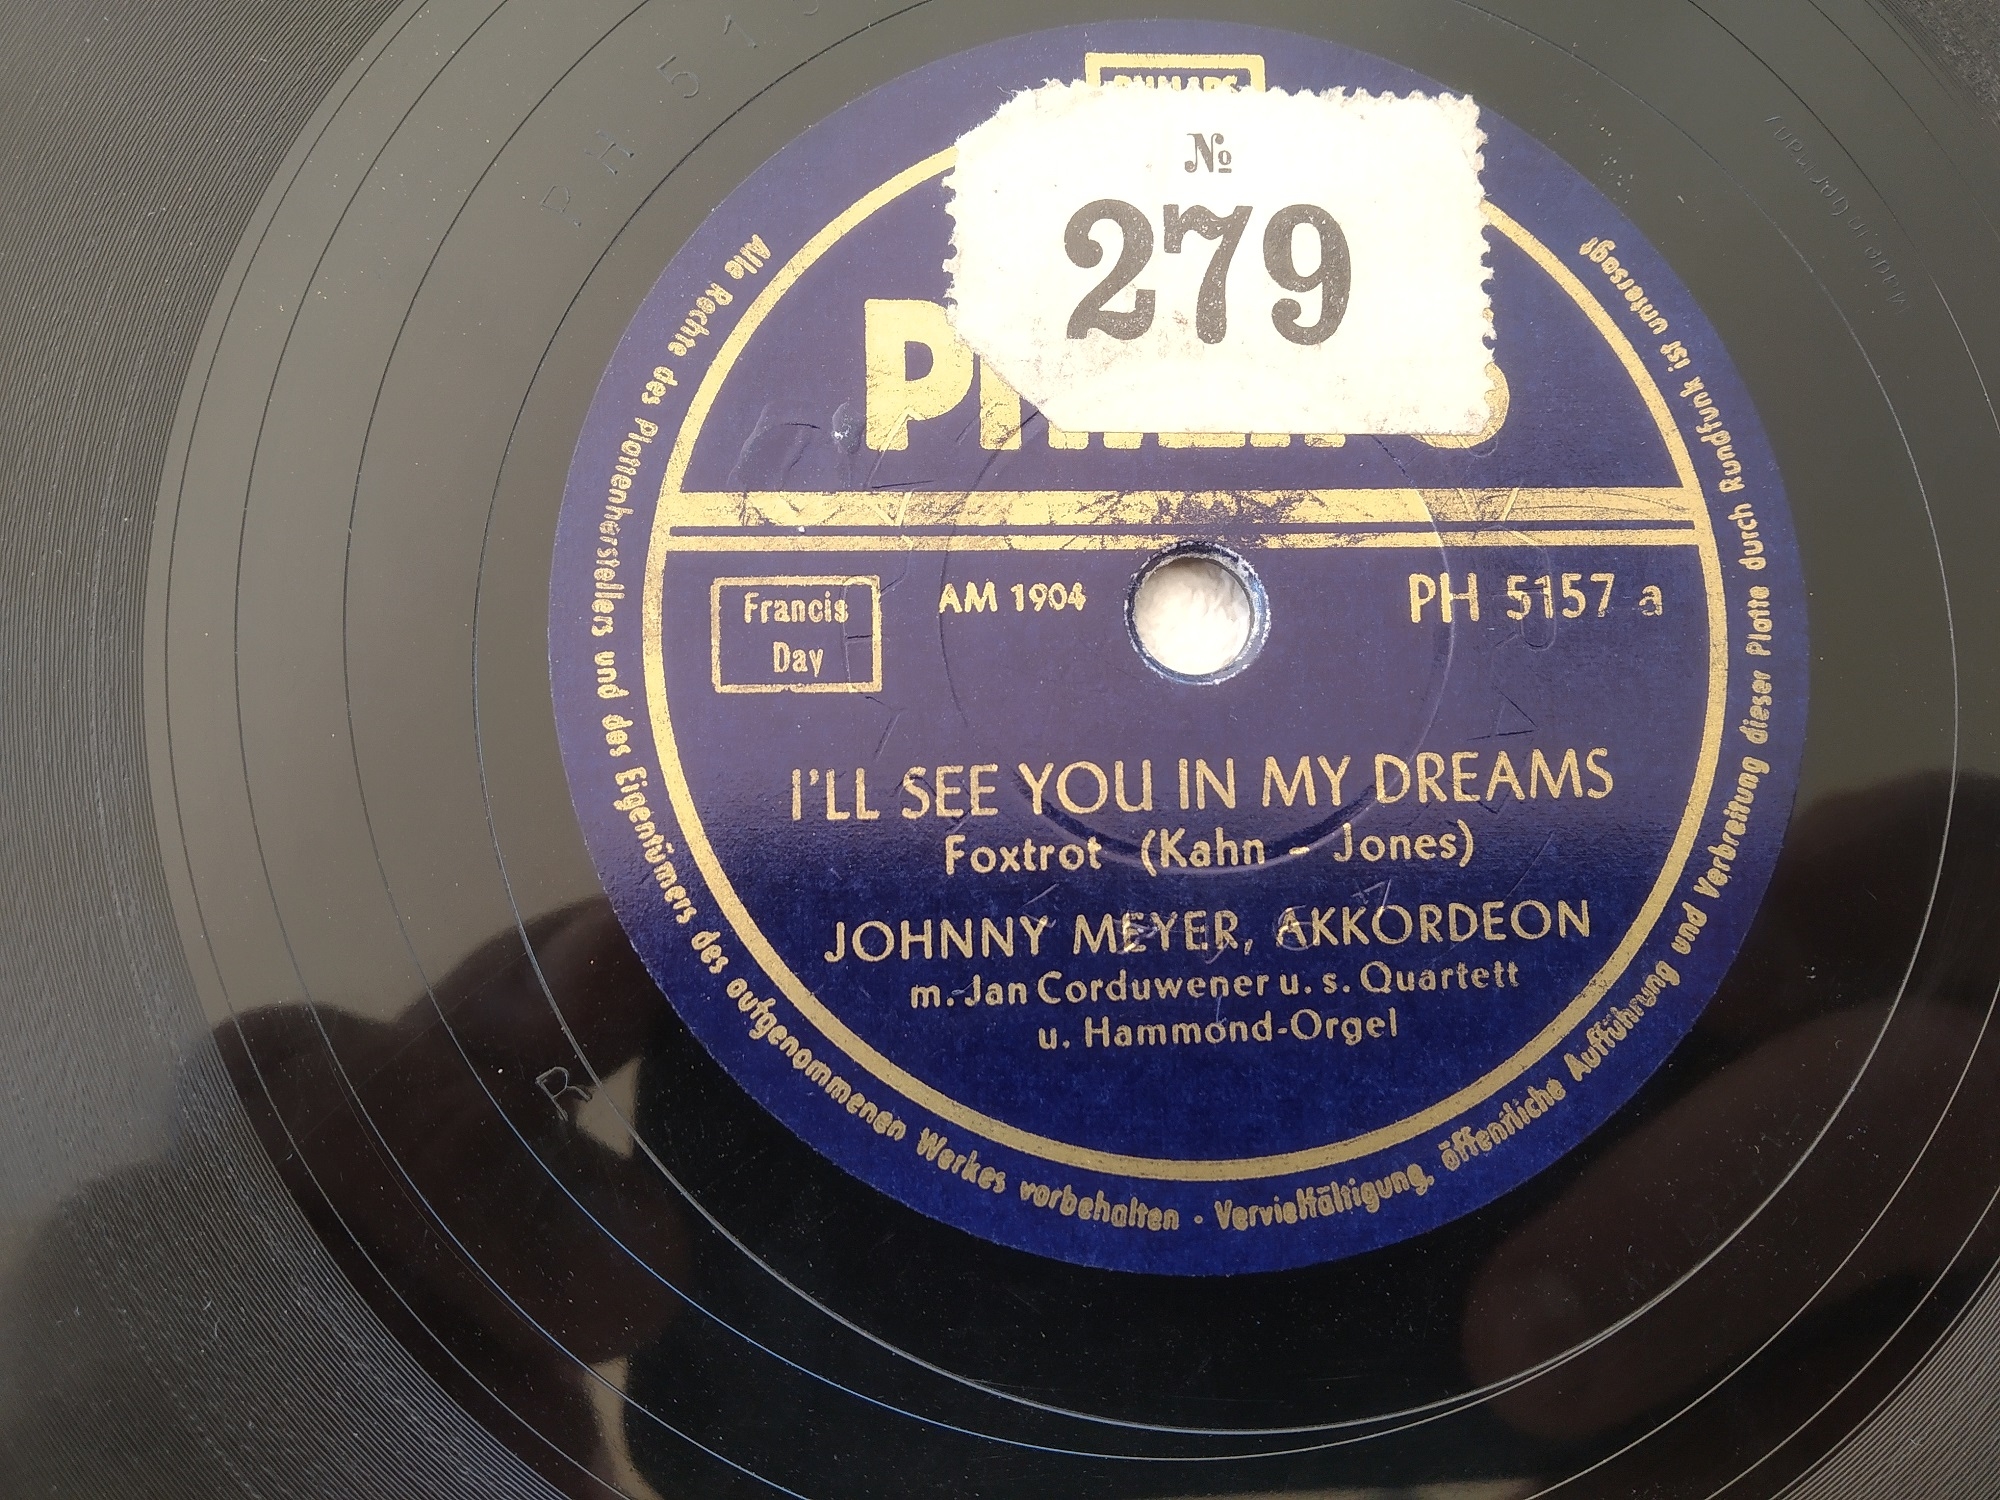 №
279
Francis
Day
AM 1904
PH 5157 a
I'LL SEE YOU IN MY DREAMS
Foxtrot (Kahn - Jones)
JOHNNY MEYER, AKKORDEON
m. Jan Corduwener u. s. Quartett
u. Hammond-Orgel
Alle Rechte des Plattenherstellers und des Eigentümers des aufgenommenen Werkes vorbehalten · Vervielfältigung, öffentliche Aufführung und Verbreitung dieser Platte durch Rundfunk ist untersagt
R